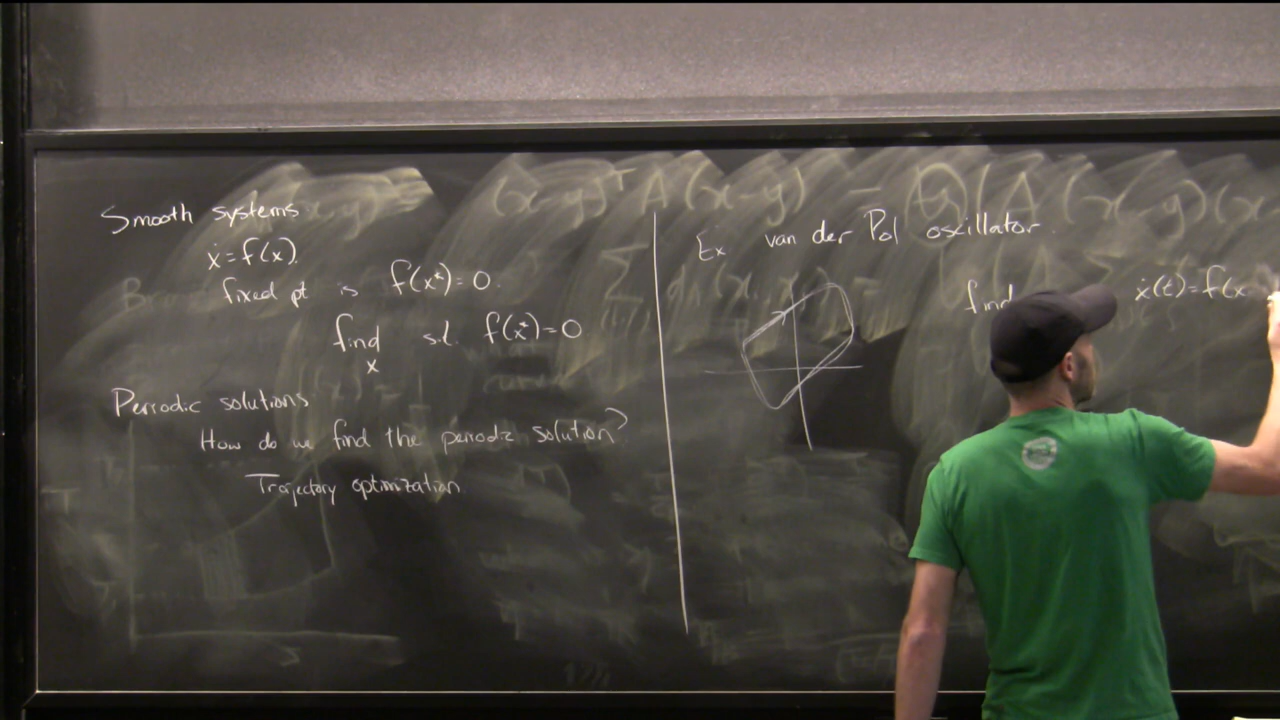 Smooth systems
ẋ = f(x)
fixed pt is f(x*) = 0
find s.t. f(x*) = 0
x
Periodic solutions
How do we find the periodic solution?
Trajectory optimization
Ex van der Pol oscillator
find ẋ(t) = f(x